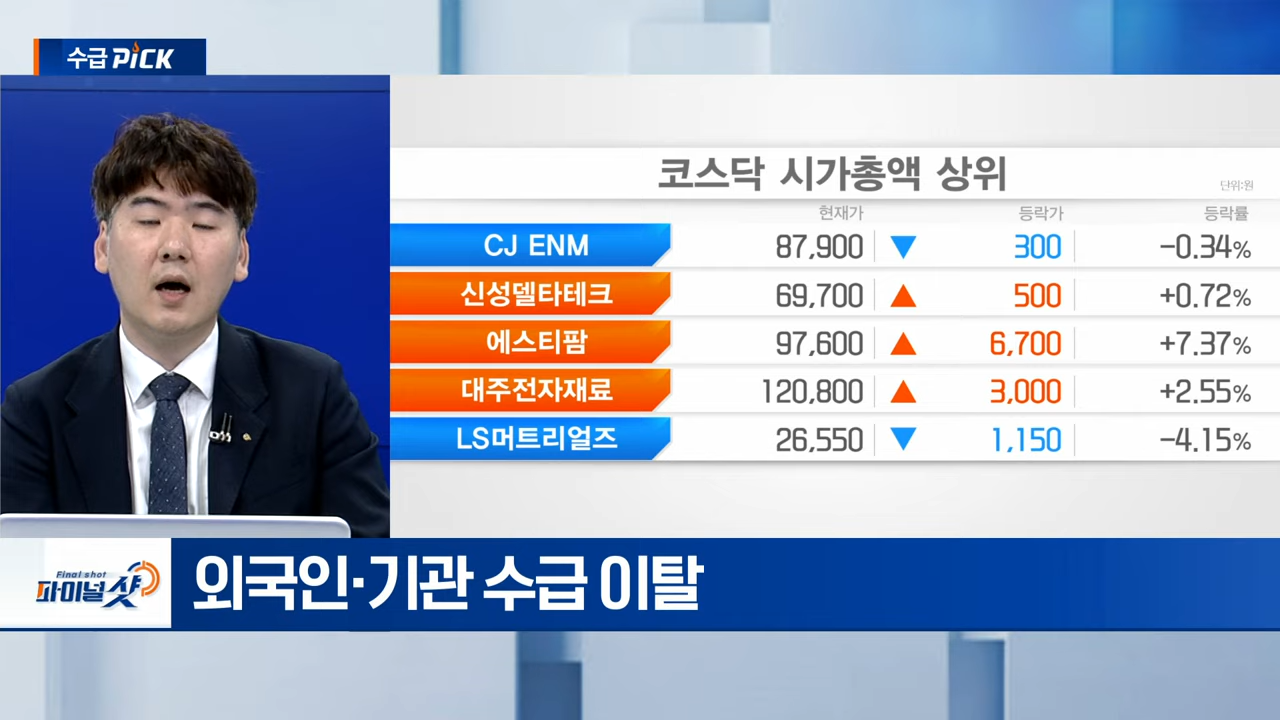 수급 PiCK
코스닥 시가총액 상위
단위:원
현재가 등락가 등락률
CJ ENM 87,900 ▼ 300 -0.34%
신성델타테크 69,700 ▲ 500 +0.72%
에스티팜 97,600 ▲ 6,700 +7.37%
대주전자재료 120,800 ▲ 3,000 +2.55%
LS머트리얼즈 26,550 ▼ 1,150 -4.15%
Final shot
파이널샷
외국인·기관 수급 이탈